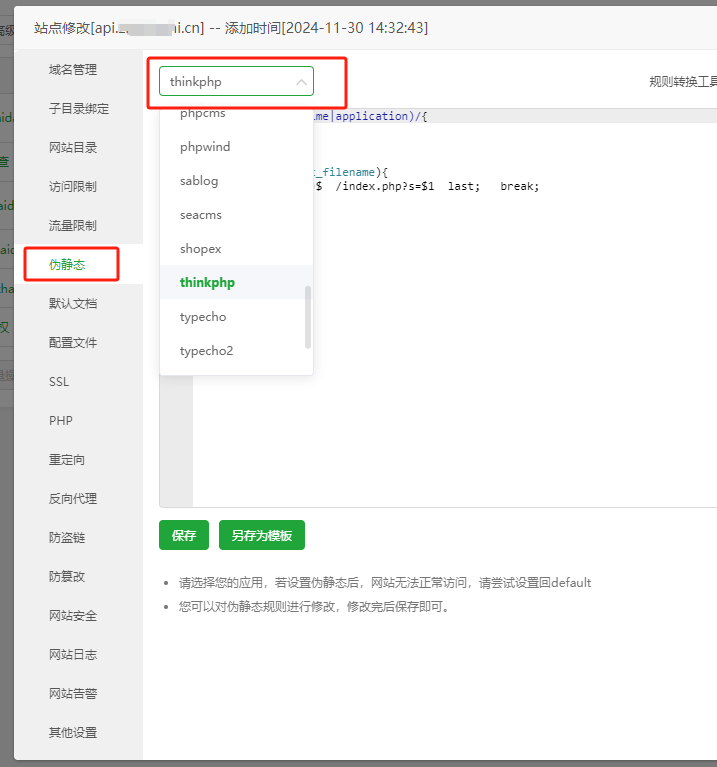 站点修改[api. i.cn] -- 添加时间[2024-11-30 14:32:43]
域名管理
子目录绑定
网站目录
访问限制
流量限制
伪静态
默认文档
配置文件
SSL
PHP
重定向
反向代理
防盗链
防篡改
网站安全
网站日志
网站告警
其他设置
thinkphp
规则转换工具
phpcms
phpwind
sablog
seacms
shopex
thinkphp
typecho
typecho2
me|application)/{
_filename){
$ /index.php?s=$1 last; break;
保存
另存为模板
请选择您的应用，若设置伪静态后，网站无法正常访问，请尝试设置回default
您可以对伪静态规则进行修改，修改完后保存即可。